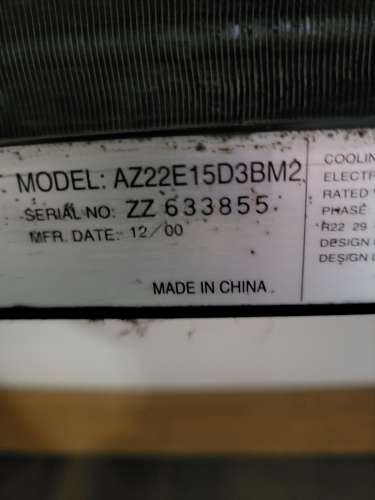 MODEL: AZ22E15D3BM2
SERIAL NO: ZZ 633855
MFR. DATE: 12/00
MADE IN CHINA
COOLIN
ELECTR
RATED
PHASE
R22 29
DESIGN
DESIGN